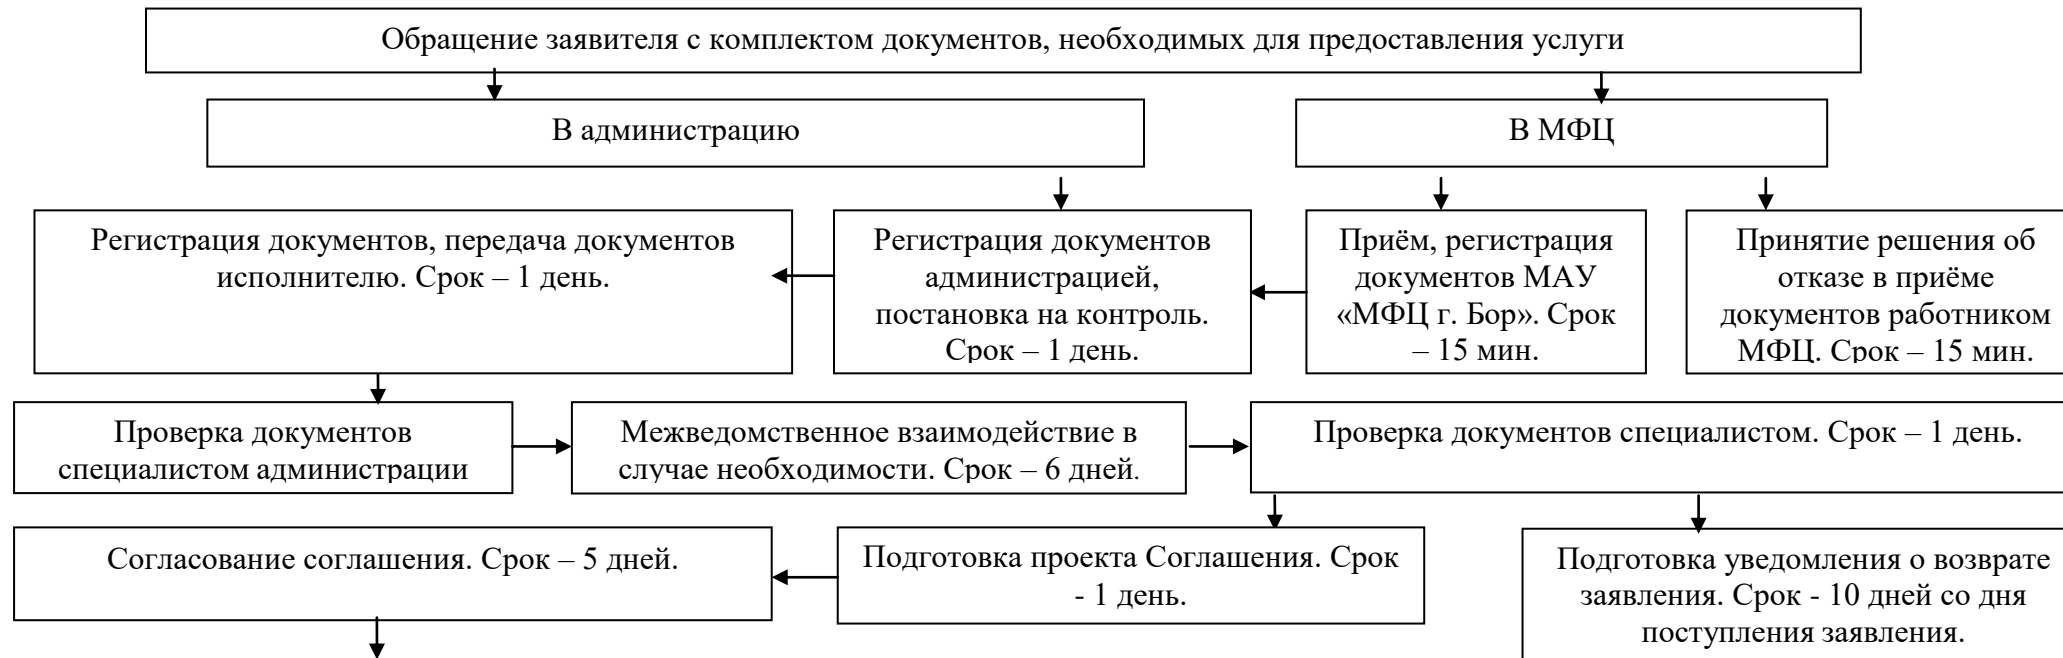 Обращение заявителя с комплектом документов, необходимых для предоставления услуги
В администрацию
В МФЦ
Регистрация документов, передача документов
исполнителю. Срок – 1 день.
Регистрация документов
администрацией,
постановка на контроль.
Срок – 1 день.
Приём, регистрация
документов МАУ
«МФЦ г. Бор». Срок
– 15 мин.
Принятие решения об
отказе в приёме
документов работником
МФЦ. Срок – 15 мин.
Проверка документов
специалистом администрации
Межведомственное взаимодействие в
случае необходимости. Срок – 6 дней.
Проверка документов специалистом. Срок – 1 день.
Согласование соглашения. Срок – 5 дней.
Подготовка проекта Соглашения. Срок
- 1 день.
Подготовка уведомления о возврате
заявления. Срок - 10 дней со дня
поступления заявления.